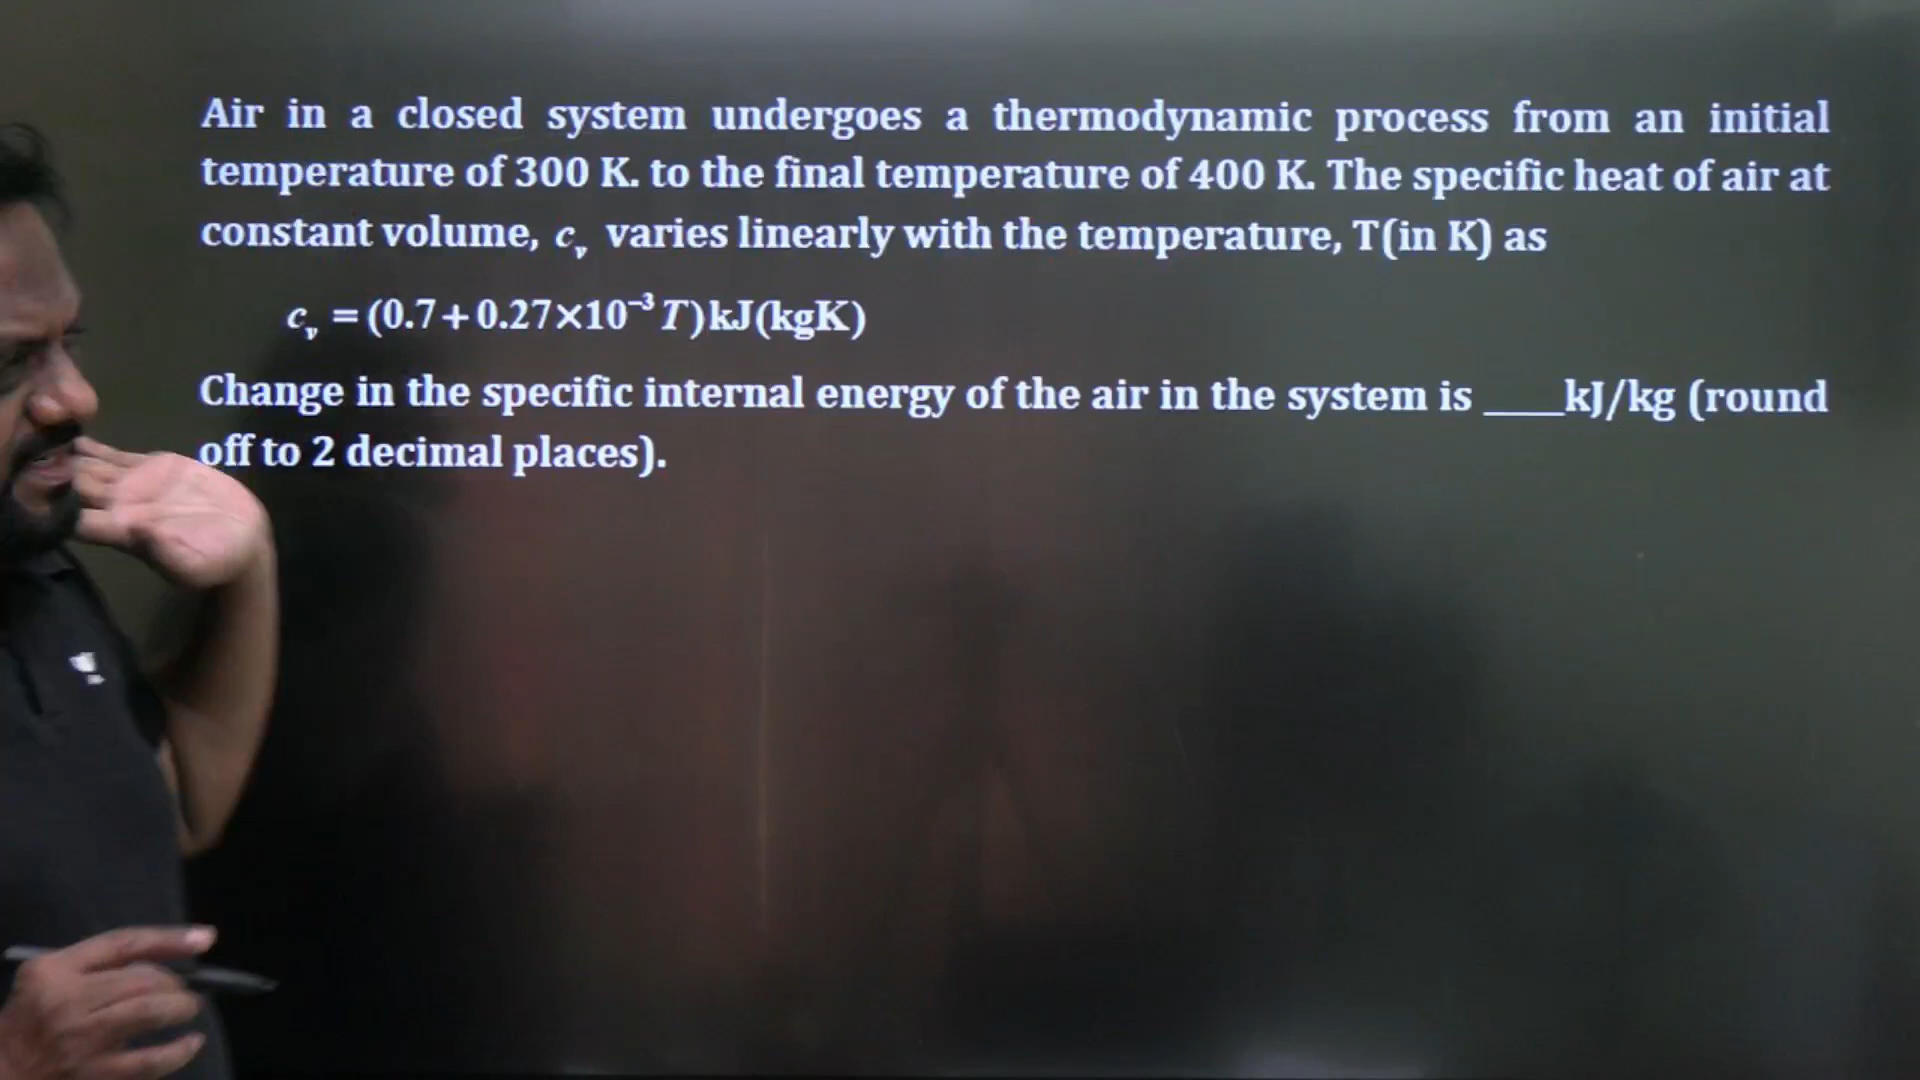 Air in a closed system undergoes a thermodynamic process from an initial
temperature of 300 K. to the final temperature of 400 K. The specific heat of air at
constant volume, cv varies linearly with the temperature, T(in K) as
cv = (0.7+0.27×10⁻³ T)kJ(kgK)
Change in the specific internal energy of the air in the system is ____kJ/kg (round
off to 2 decimal places).